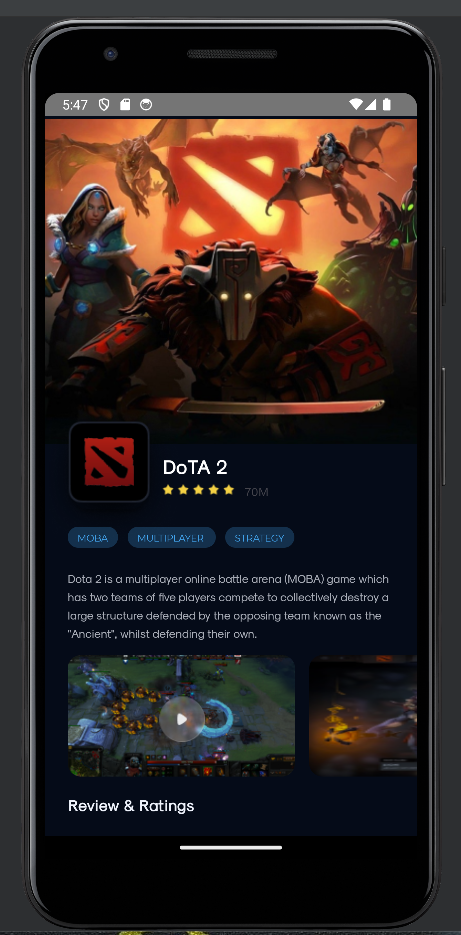 5:47
DoTA 2
70M
MOBA
MULTIPLAYER
STRATEGY
Dota 2 is a multiplayer online battle arena (MOBA) game which
has two teams of five players compete to collectively destroy a
large structure defended by the opposing team known as the
"Ancient", whilst defending their own.
Review & Ratings